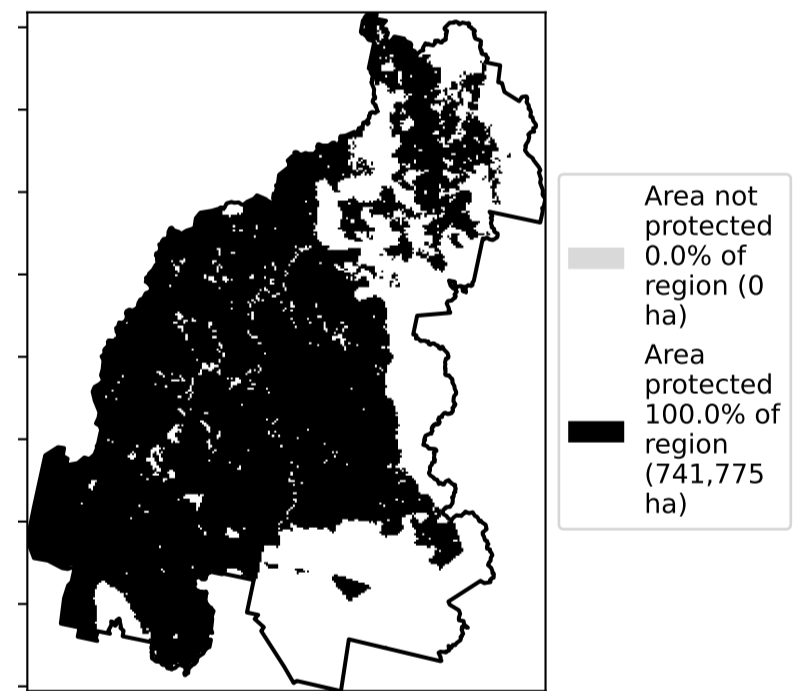 Area not
protected
0.0% of
region (0
ha)
Area
protected
100.0% of
region
(741,775
ha)